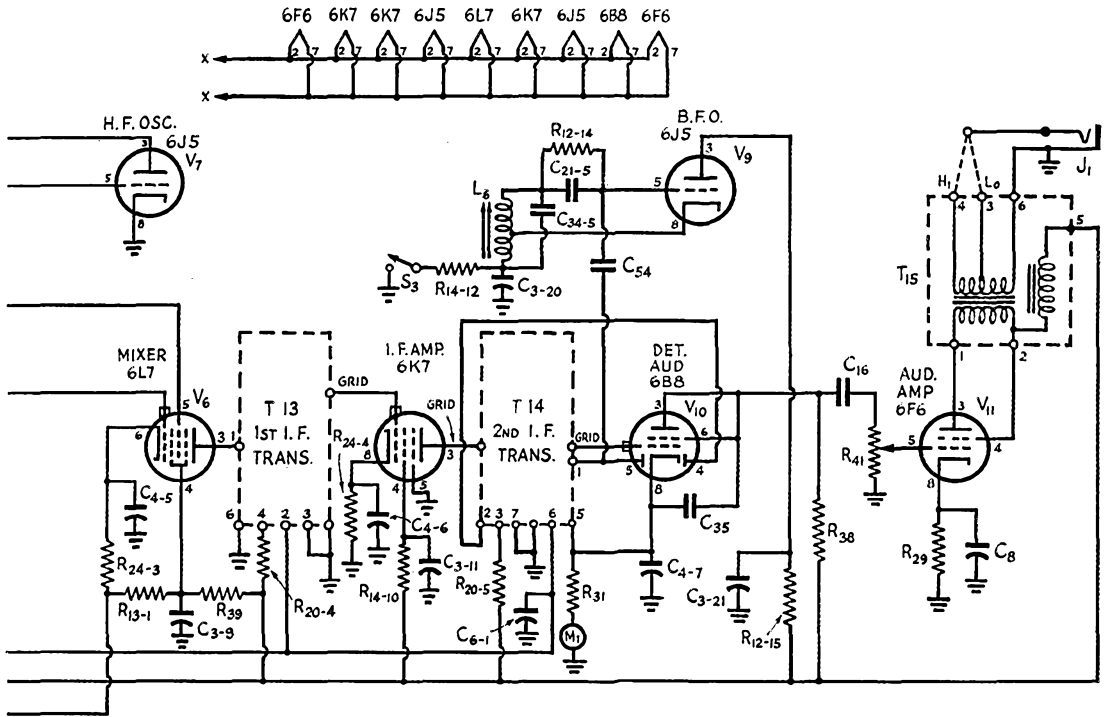 6F6 6K7 6K7 6J5 6L7 6K7 6J5 6B8 6F6
X 2 7 2 7 2 7 2 7 2 7 2 7 2 7 2 7 2 7
X
H.F. OSC.
6J5
V7
3
5
8
B.F.O.
6J5
V9
3
5
8
R12-14
C21-5
L6
C34-5
S3
R14-12
C3-20
C54
J1
H1 L0
4 3 6
5
T15
1 2
MIXER
6L7
V6
5
6
3
4
1
T 13
1ST I.F.
TRANS.
GRID
6 4 2 3
I.F. AMP.
6K7
GRID
R24-4
8
3
4
5
T 14
2ND I.F.
TRANS.
GRID
1
2 3 7 6 5
DET.
AUD
6B8
V10
3
6
5
4
8
C16
R41
AUD.
AMP
6F6
V11
3
5
4
8
C4-5
C4-6
C35
R24-3
C3-11
R38
R29
C8
R13-1
R39
R20-4
C3-9
R14-10
R20-5
C6-1
R31
M1
C4-7
C3-21
R12-15